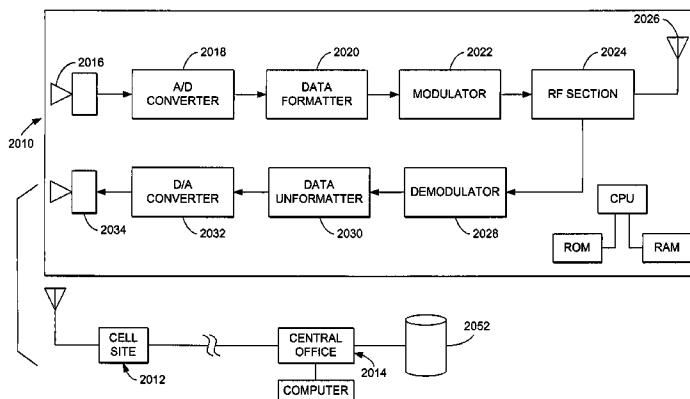 2026
2016
2018
2020
2022
2024
A/D
CONVERTER
DATA
FORMATTER
MODULATOR
RF SECTION
2010
D/A
CONVERTER
DATA
UNFORMATTER
DEMODULATOR
CPU
2034
2032
2030
2028
ROM
RAM
CELL
SITE
CENTRAL
OFFICE
2052
2012
2014
COMPUTER